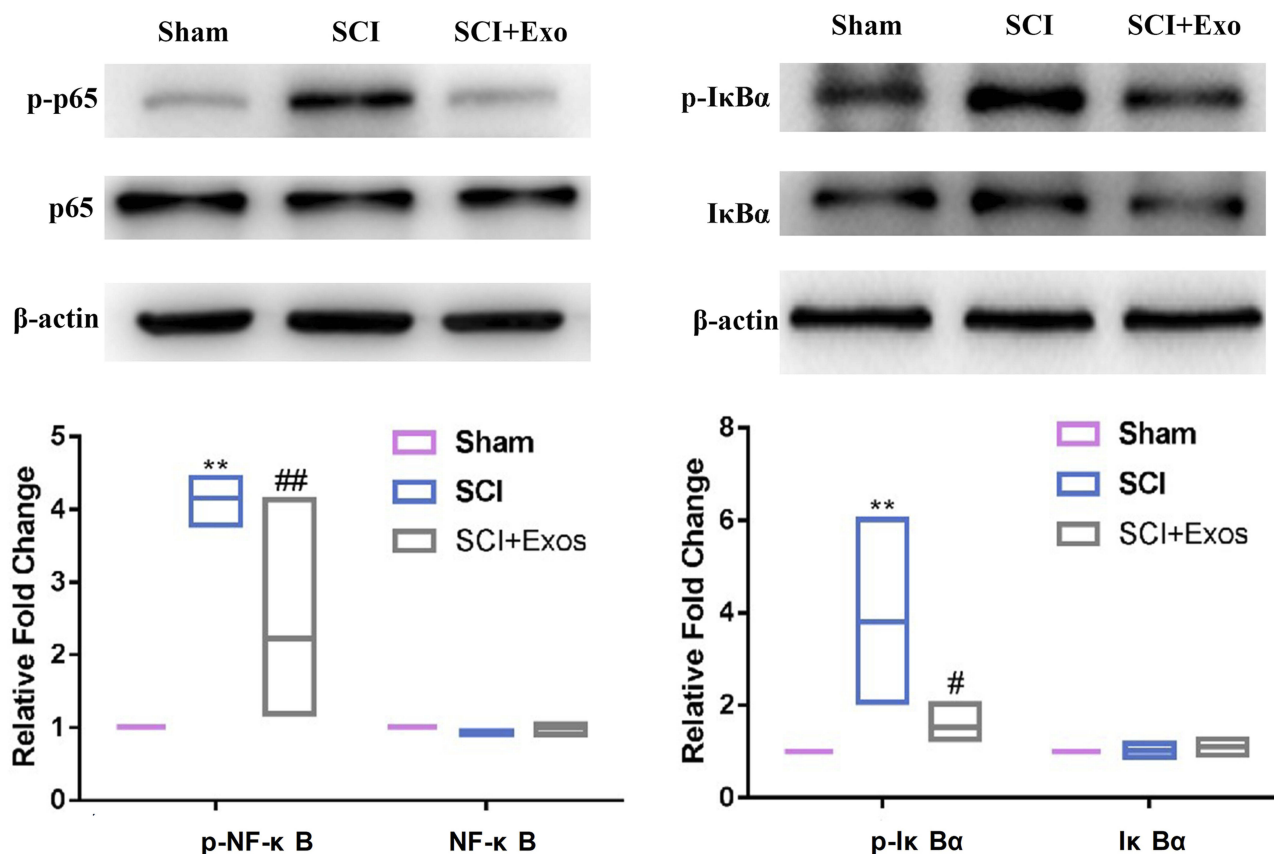 Sham SCI SCI+Exo
p-p65
p65
β-actin
Sham SCI SCI+Exo
p-IκBα
IκBα
β-actin
Relative Fold Change
5
4
3
2
1
0
**
##
Sham
SCI
SCI+Exos
p-NF-κ B NF-κ B
Relative Fold Change
8
6
4
2
0
**
#
Sham
SCI
SCI+Exos
p-Iκ Bα Iκ Bα